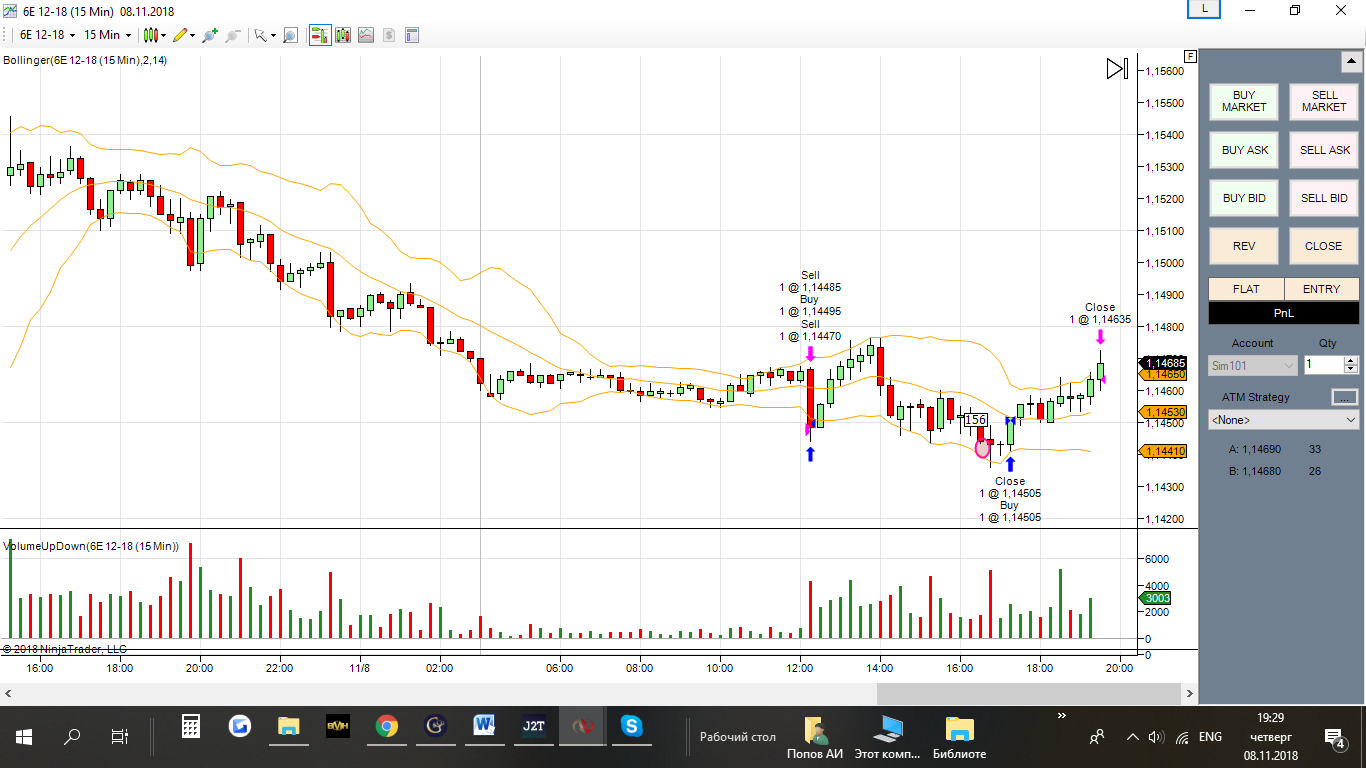 6E 12-18 (15 Min)  08.11.2018
L
6E 12-18
15 Min
$
Bollinger(6E 12-18 (15 Min),2,14)
F
1,15600
1,15500
1,15400
1,15300
1,15200
1,15100
1,15000
1,14900
1,14800
1,14685
1,14650
1,14600
1,14530
1,14500
1,14410
1,14300
1,14200
Sell
1 @ 1,14485
Buy
1 @ 1,14495
Sell
1 @ 1,14470
Close
1 @ 1,14635
156
Close
1 @ 1,14505
Buy
1 @ 1,14505
VolumeUpDown(6E 12-18 (15 Min))
6000
4000
3003
2000
0
0
© 2018 NinjaTrader, LLC
16:00
18:00
20:00
22:00
11/8
02:00
06:00
08:00
10:00
12:00
14:00
16:00
18:00
20:00
BUY MARKET
SELL MARKET
BUY ASK
SELL ASK
BUY BID
SELL BID
REV
CLOSE
FLAT
ENTRY
PnL
Account
Qty
Sim101
1
ATM Strategy
...
<None>
A: 1,14690 33
B: 1,14680 26
BVH
W
J2T
S
Рабочий стол
Попов АИ
Этот комп...
Библиоте
»
ENG
19:29
четверг
08.11.2018
4